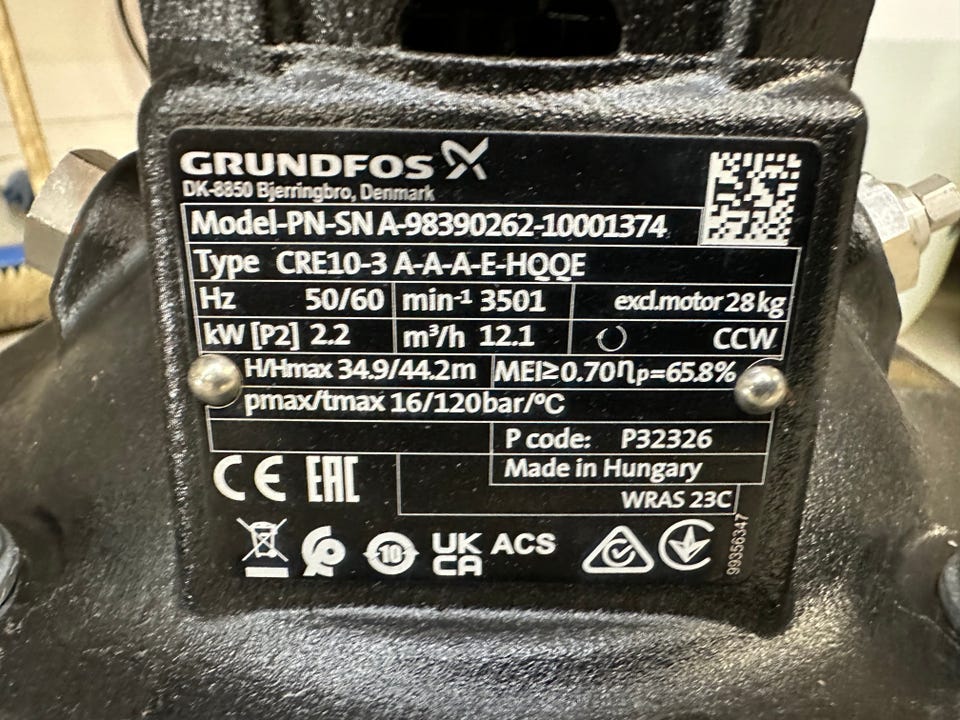 GRUNDFOS
DK-8850 Bjerringbro, Denmark
Model-PN-SN A-98390262-10001374
Type CRE10-3 A-A-A-E-HQQE
Hz 50/60 min-¹ 3501 excl.motor 28 kg
kW [P2] 2.2 m³/h 12.1 CCW
H/Hmax 34.9/44.2m MEI≥0.70 ηp=65.8%
pmax/tmax 16/120bar/°C
P code: P32326
Made in Hungary
WRAS 23C
CE EAC
10 UK CA ACS
99356347